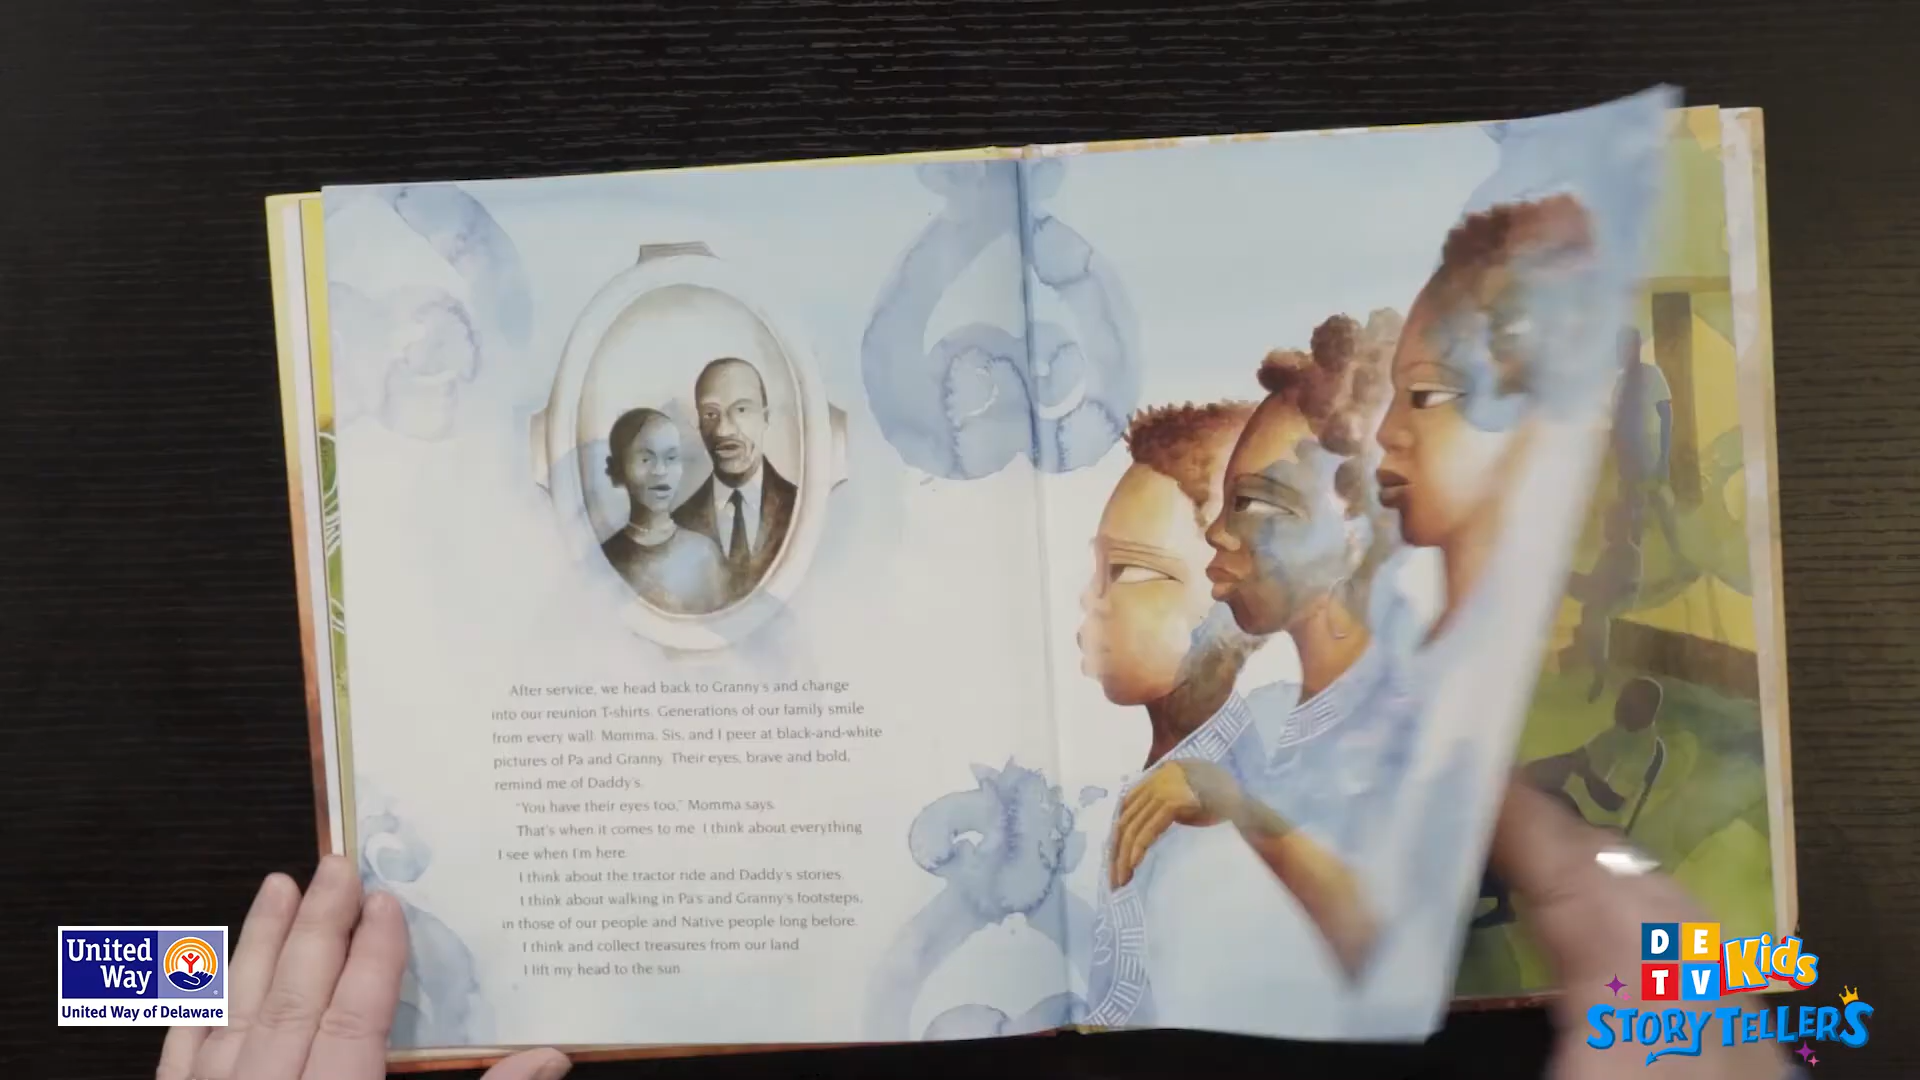 After service, we head back to Granny's and change
into our reunion T-shirts. Generations of our family smile
from every wall. Momma, Sis, and I peer at black-and-white
pictures of Pa and Granny. Their eyes, brave and bold,
remind me of Daddy's.
"You have their eyes too," Momma says.
That's when it comes to me. I think about everything
I see when I'm here.
I think about the tractor ride and Daddy's stories.
I think about walking in Pa's and Granny's footsteps,
in those of our people and Native people long before.
I think and collect treasures from our land.
I lift my head to the sun.
United
Way
United Way of Delaware
DE
TV
Kids
STORYTELLERS